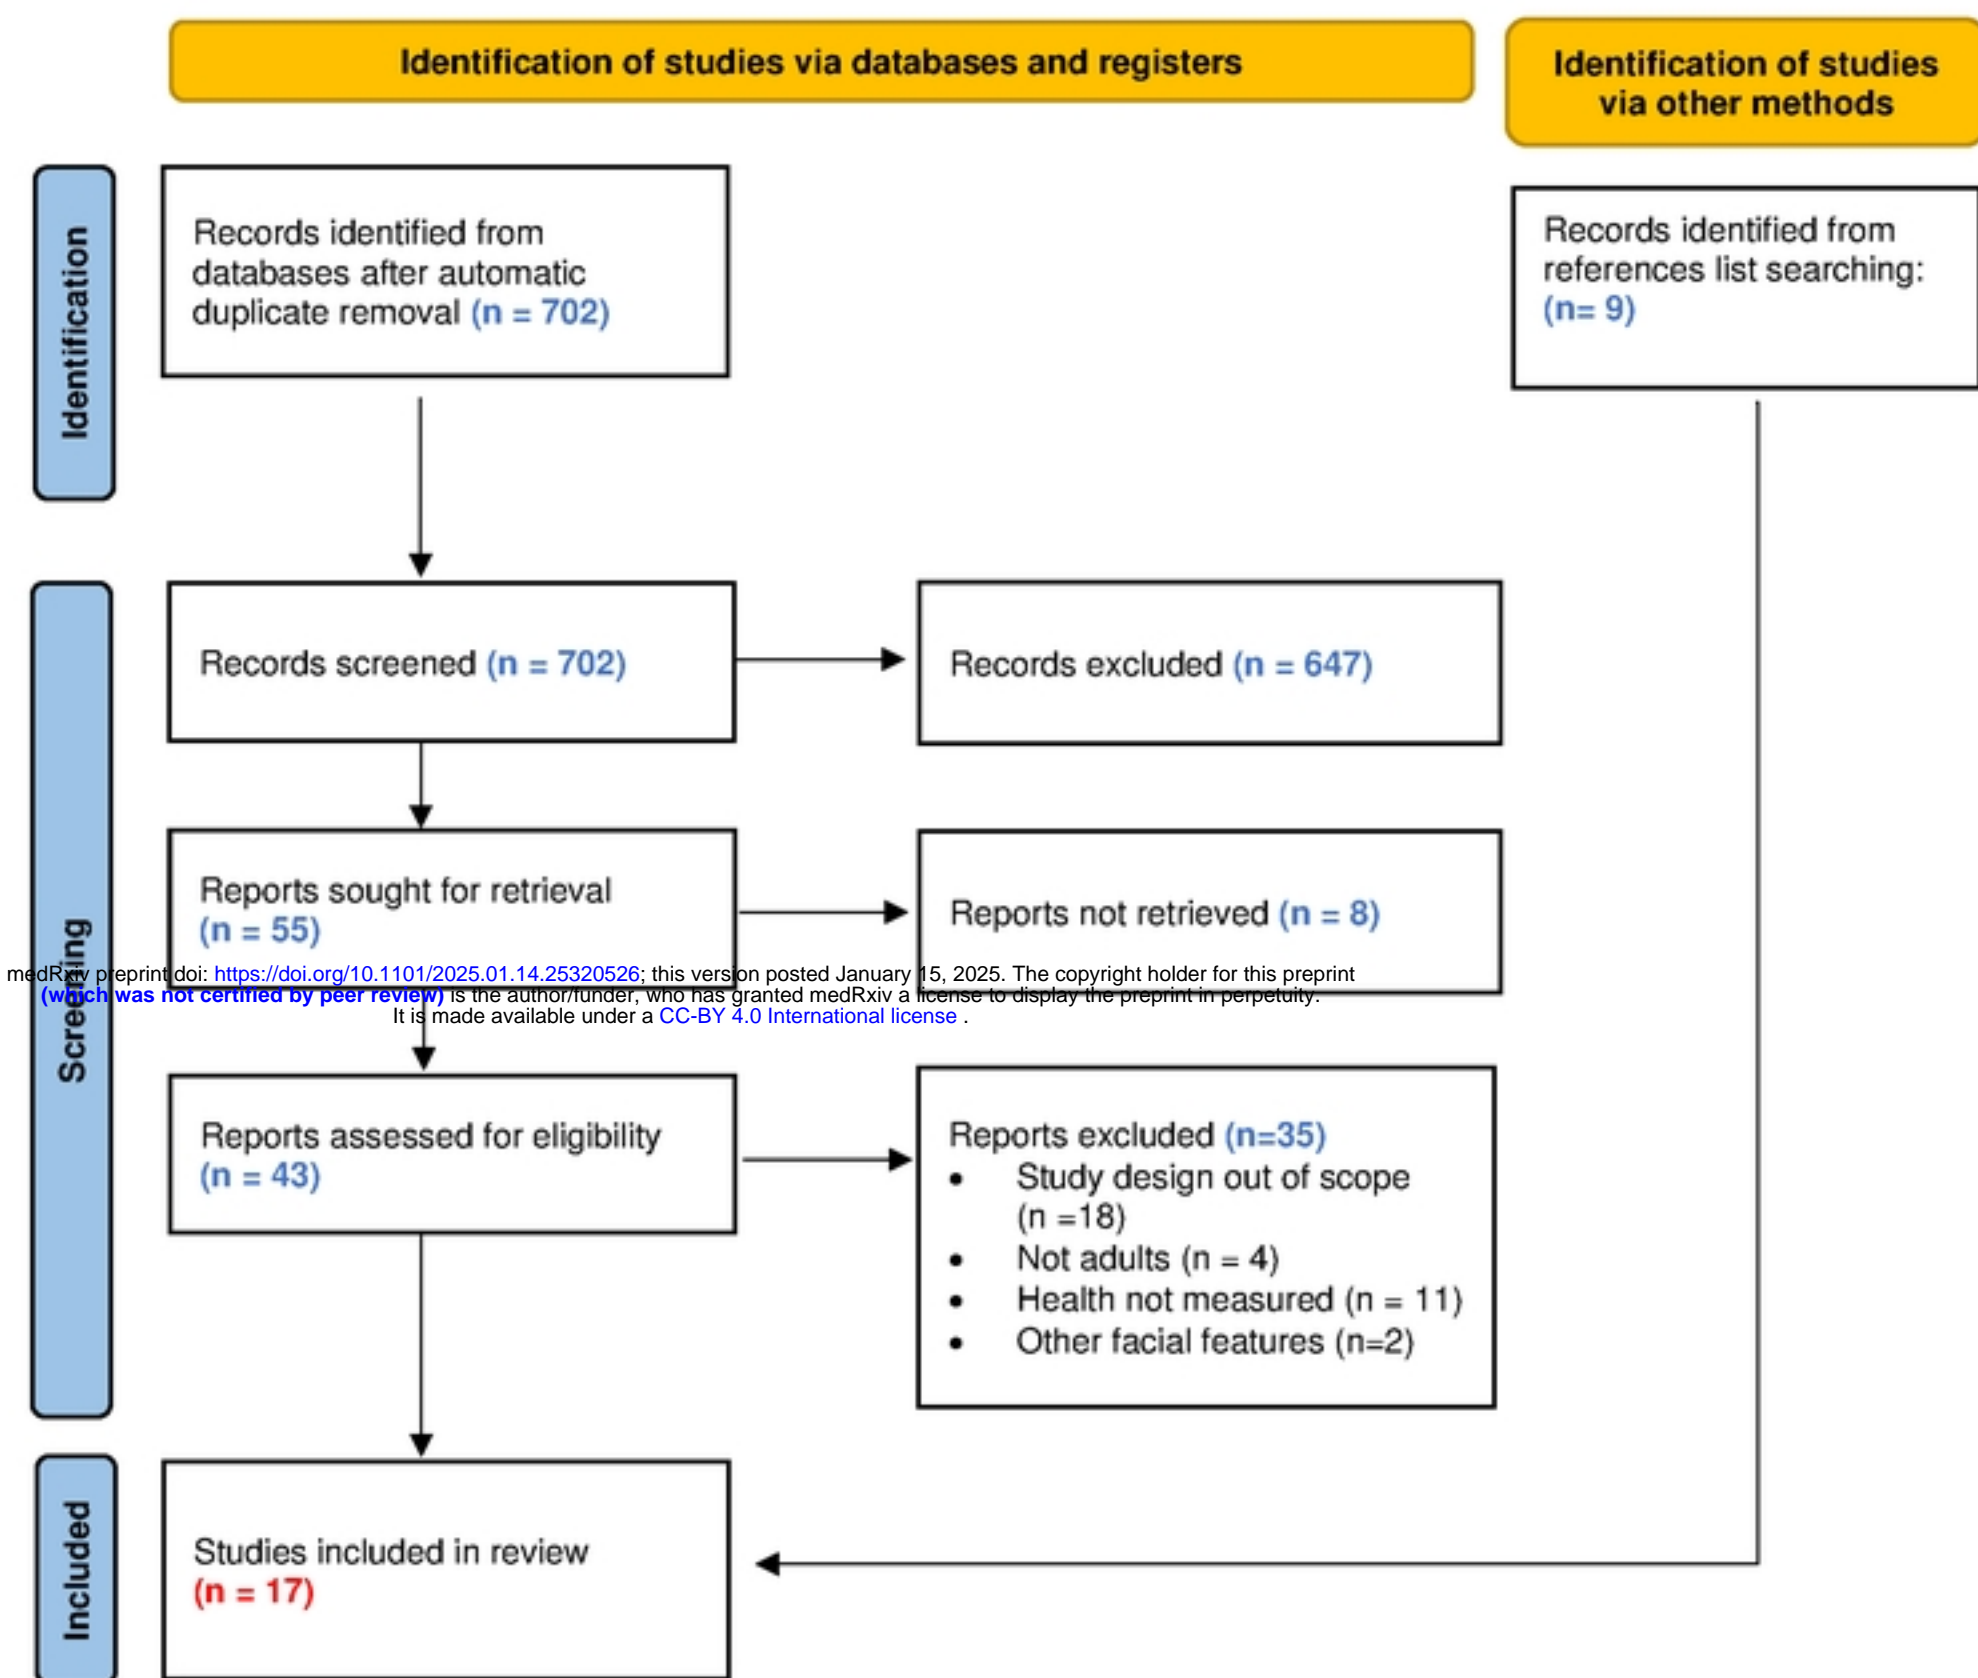 Identification of studies via databases and registers
Identification of studies
via other methods
Identification
Records identified from
databases after automatic
duplicate removal (n = 702)
Records identified from
references list searching:
(n= 9)
Screening
Records screened (n = 702)
Records excluded (n = 647)
Reports sought for retrieval
(n = 55)
Reports not retrieved (n = 8)
medRxiv preprint doi: https://doi.org/10.1101/2025.01.14.25320526; this version posted January 15, 2025. The copyright holder for this preprint
(which was not certified by peer review) is the author/funder, who has granted medRxiv a license to display the preprint in perpetuity.
It is made available under a CC-BY 4.0 International license .
Reports assessed for eligibility
(n = 43)
Reports excluded (n=35)
• Study design out of scope
(n =18)
• Not adults (n = 4)
• Health not measured (n = 11)
• Other facial features (n=2)
Included
Studies included in review
(n = 17)